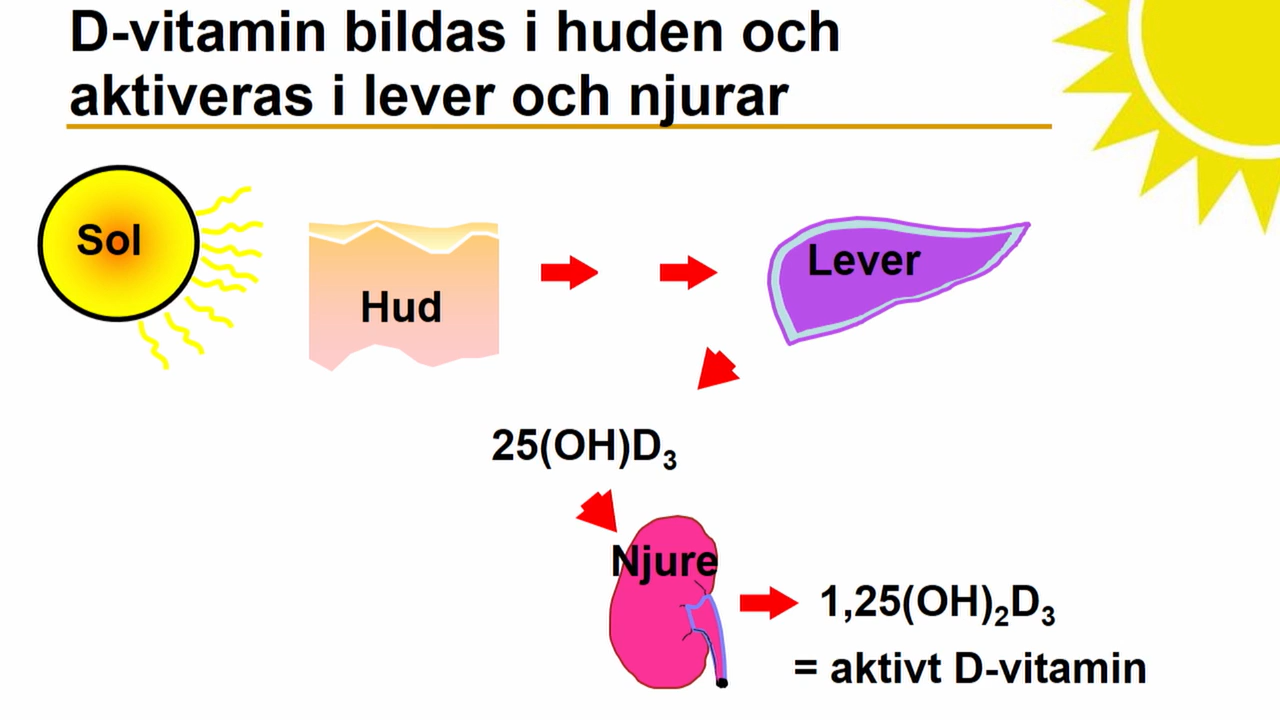 D-vitamin bildas i huden och
aktiveras i lever och njurar
Sol
Hud
Lever
25(OH)D₃
Njure
1,25(OH)₂D₃
= aktivt D-vitamin